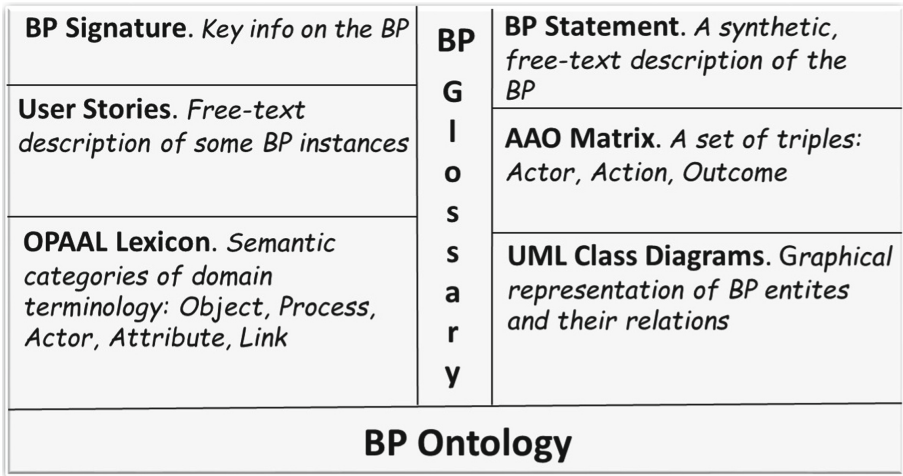 BP Signature. Key info on the BP
User Stories. Free-text
description of some BP instances
OPAAL Lexicon. Semantic
categories of domain
terminology: Object, Process,
Actor, Attribute, Link
BP
G
l
o
s
s
a
r
y
BP Statement. A synthetic,
free-text description of the
BP
AAO Matrix. A set of triples:
Actor, Action, Outcome
UML Class Diagrams. Graphical
representation of BP entites
and their relations
BP Ontology